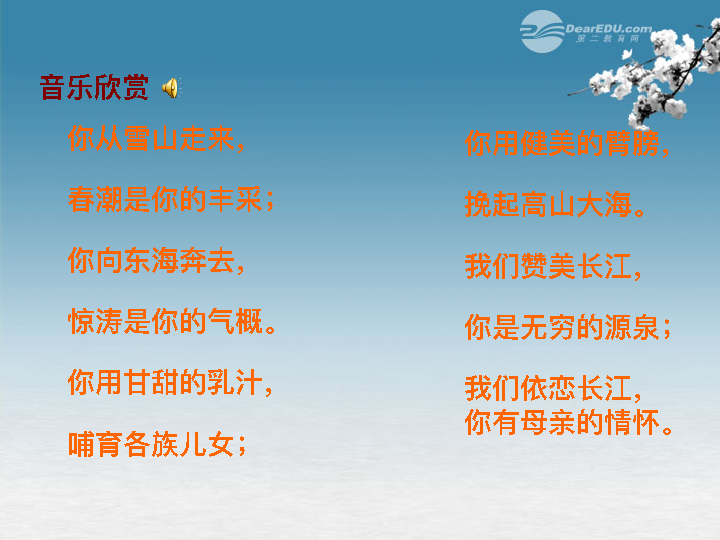 DearEDU.com
第二教育网
音乐欣赏
你从雪山走来，
春潮是你的丰采；
你向东海奔去，
惊涛是你的气概。
你用甘甜的乳汁，
哺育各族儿女；
你用健美的臂膀，
挽起高山大海。
我们赞美长江，
你是无穷的源泉；
我们依恋长江，
你有母亲的情怀。